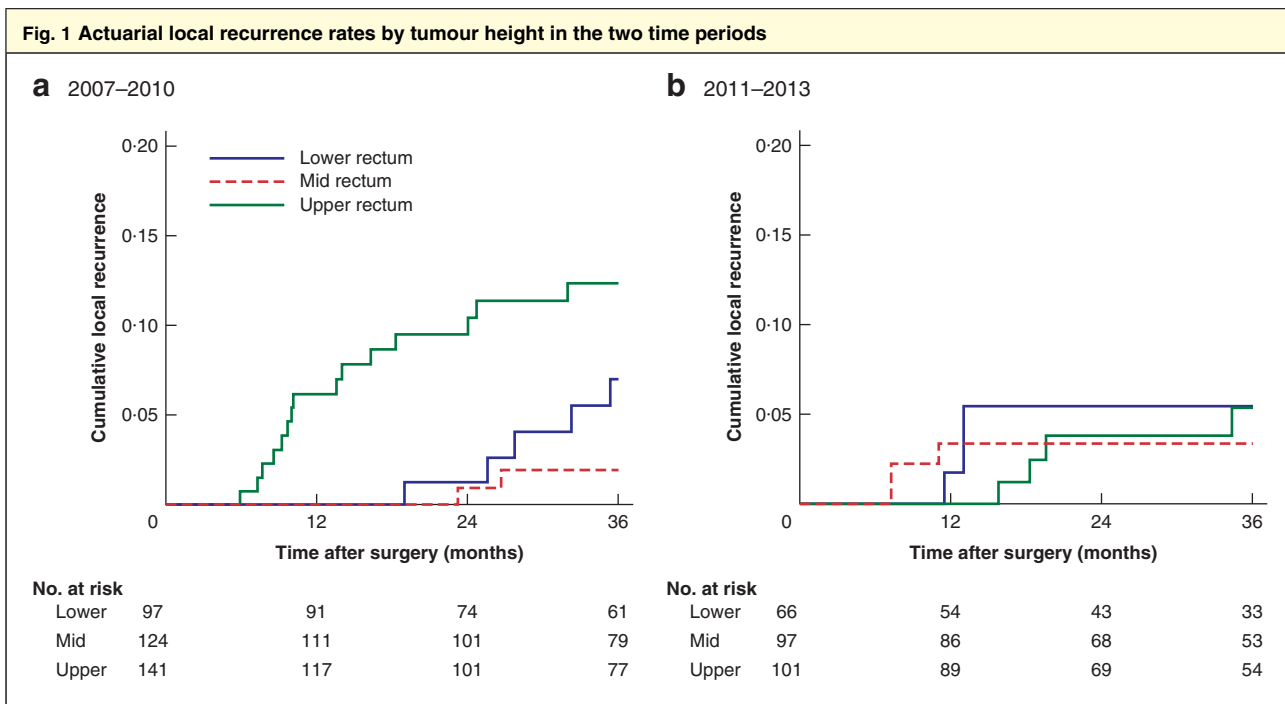 Fig. 1 Actuarial local recurrence rates by tumour height in the two time periods
a 2007–2010
0·20
0·15
0·10
0·05
0
12
24
36
Cumulative local recurrence
Time after surgery (months)
Lower rectum
Mid rectum
Upper rectum
No. at risk
Lower 97 91 74 61
Mid 124 111 101 79
Upper 141 117 101 77
b 2011–2013
0·20
0·15
0·10
0·05
0
12
24
36
Cumulative local recurrence
Time after surgery (months)
Lower 66 54 43 33
Mid 97 86 68 53
Upper 101 89 69 54